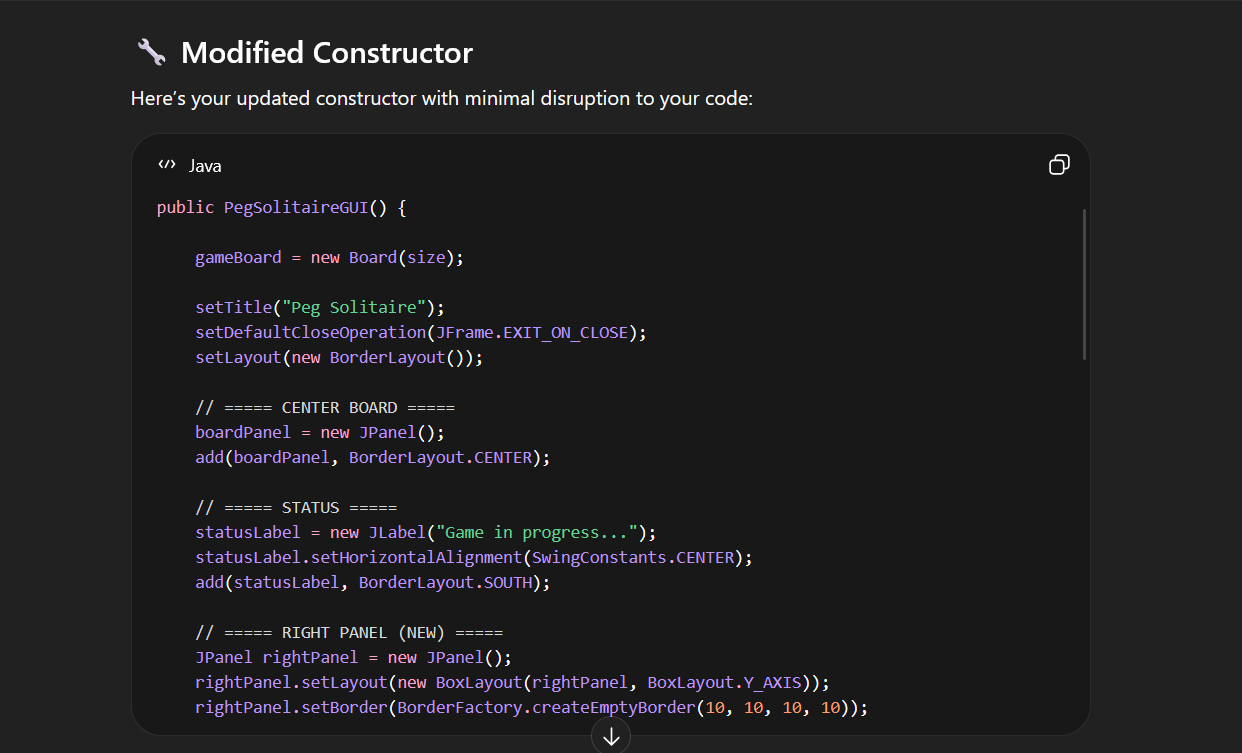 Modified Constructor
Here’s your updated constructor with minimal disruption to your code:
Java
public PegSolitaireGUI() {
gameBoard = new Board(size);
setTitle("Peg Solitaire");
setDefaultCloseOperation(JFrame.EXIT_ON_CLOSE);
setLayout(new BorderLayout());
// ===== CENTER BOARD =====
boardPanel = new JPanel();
add(boardPanel, BorderLayout.CENTER);
// ===== STATUS =====
statusLabel = new JLabel("Game in progress...");
statusLabel.setHorizontalAlignment(SwingConstants.CENTER);
add(statusLabel, BorderLayout.SOUTH);
// ===== RIGHT PANEL (NEW) =====
JPanel rightPanel = new JPanel();
rightPanel.setLayout(new BoxLayout(rightPanel, BoxLayout.Y_AXIS));
rightPanel.setBorder(BorderFactory.createEmptyBorder(10, 10, 10, 10));